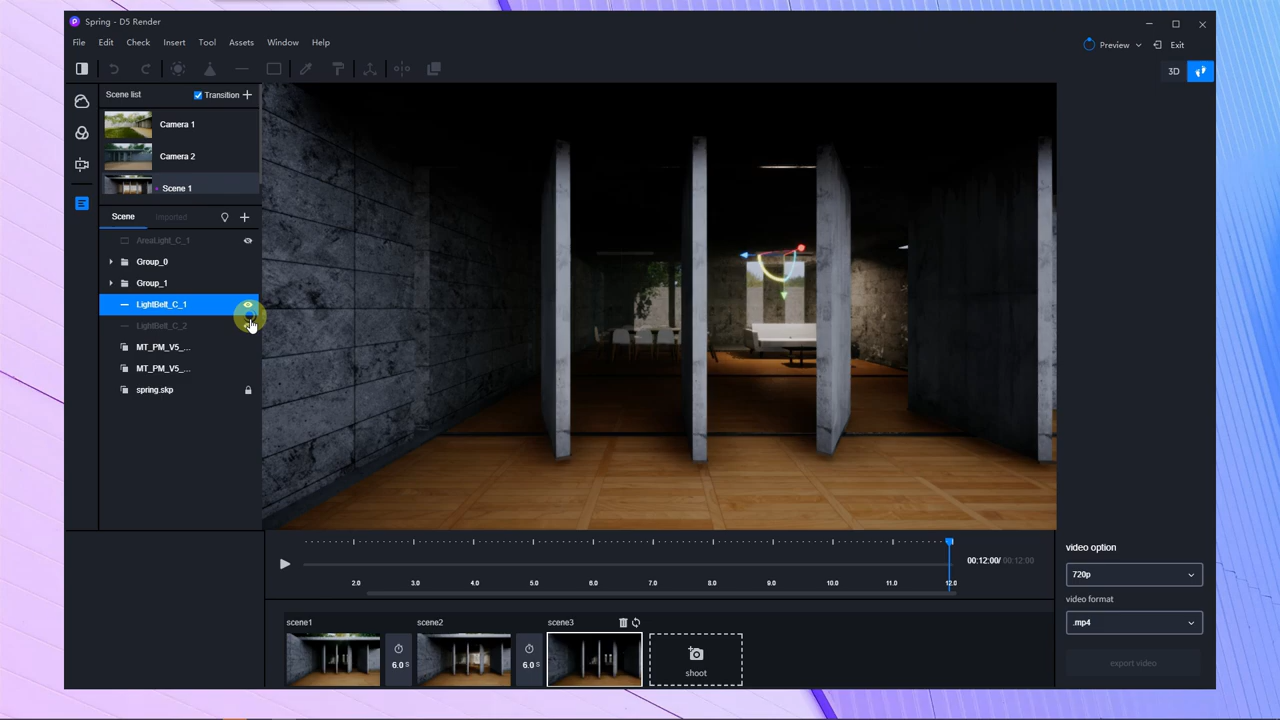 Spring - D5 Render
File Edit Check Insert Tool Assets Window Help
Preview Exit
3D
Scene list Transition
Camera 1
Camera 2
Scene 1
Scene Imported
AreaLight_C_1
Group_0
Group_1
LightBelt_C_1
LightBelt_C_2
MT_PM_V5_...
MT_PM_V5_...
spring.skp
00:12:00/ 00:12:00
2.0 3.0 4.0 5.0 6.0 7.0 8.0 9.0 10.0 11.0 12.0
scene1 scene2 scene3
6.0 s 6.0 s
shoot
video option
720p
video format
.mp4
export video